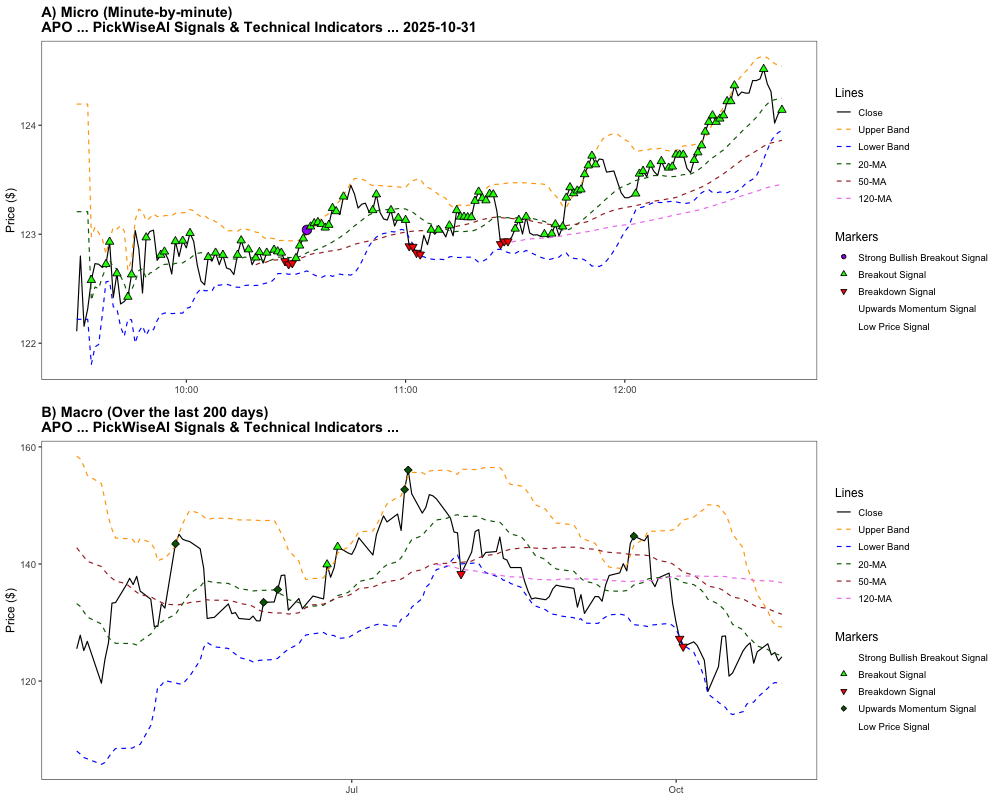 A) Micro (Minute-by-minute)
APO ... PickWiseAI Signals & Technical Indicators ... 2025-10-31
Price ($)
124
123
122
10:00
11:00
12:00
Lines
Close
Upper Band
Lower Band
20-MA
50-MA
120-MA
Markers
Strong Bullish Breakout Signal
Breakout Signal
Breakdown Signal
Upwards Momentum Signal
Low Price Signal
B) Macro (Over the last 200 days)
APO ... PickWiseAI Signals & Technical Indicators ...
Price ($)
160
140
120
Jul
Oct
Lines
Close
Upper Band
Lower Band
20-MA
50-MA
120-MA
Markers
Strong Bullish Breakout Signal
Breakout Signal
Breakdown Signal
Upwards Momentum Signal
Low Price Signal